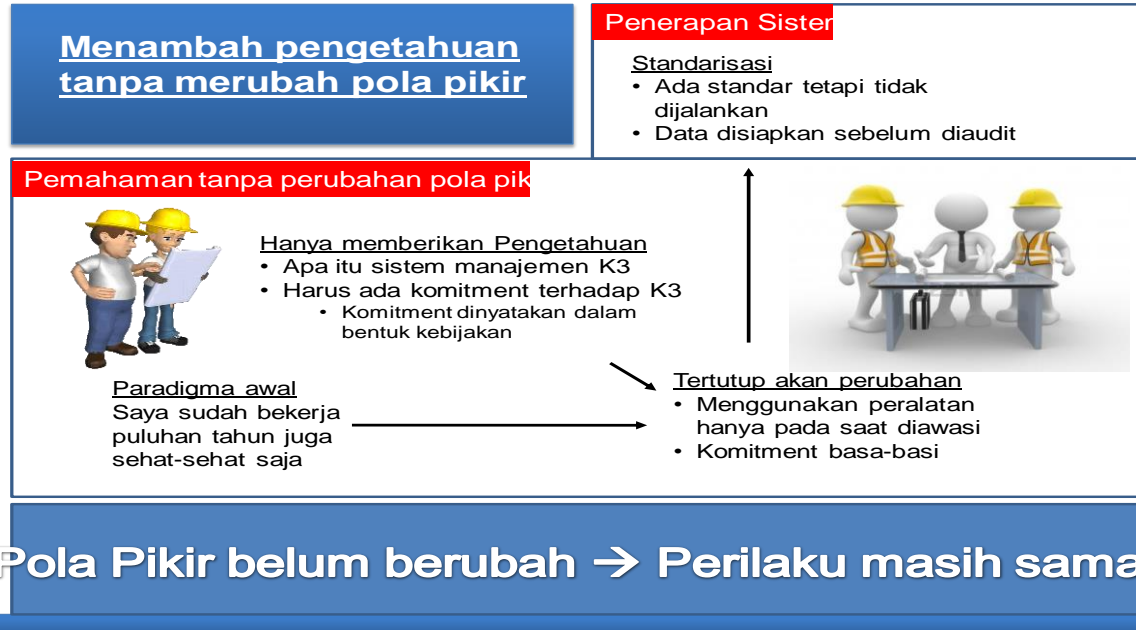 Menambah pengetahuan
tanpa merubah pola pikir
Penerapan Sister
Standarisasi
• Ada standar tetapi tidak
dijalankan
• Data disiapkan sebelum diaudit
Pemahaman tanpa perubahan pola pik
Hanya memberikan Pengetahuan
• Apa itu sistem manajemen K3
• Harus ada komitment terhadap K3
• Komitment dinyatakan dalam
bentuk kebijakan
Paradigma awal
Saya sudah bekerja
puluhan tahun juga
sehat-sehat saja
Tertutup akan perubahan
• Menggunakan peralatan
hanya pada saat diawasi
• Komitment basa-basi
Pola Pikir belum berubah → Perilaku masih sama